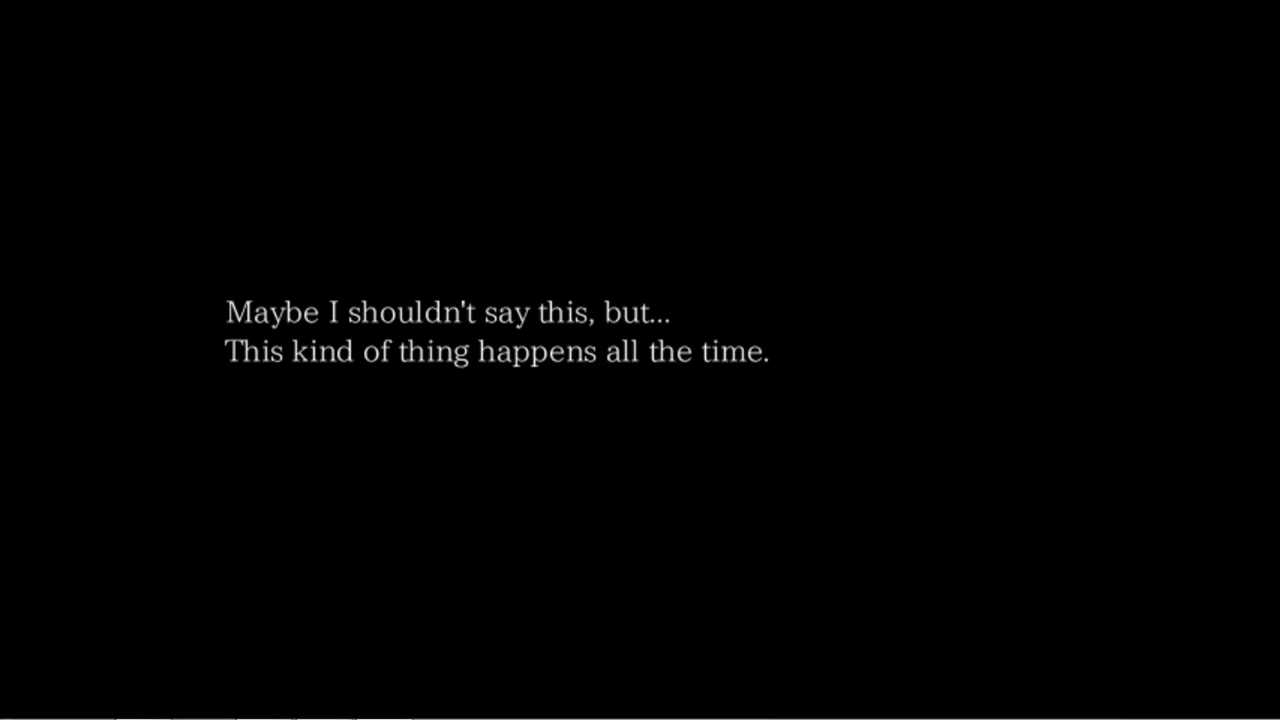 Maybe I shouldn't say this, but...
This kind of thing happens all the time.